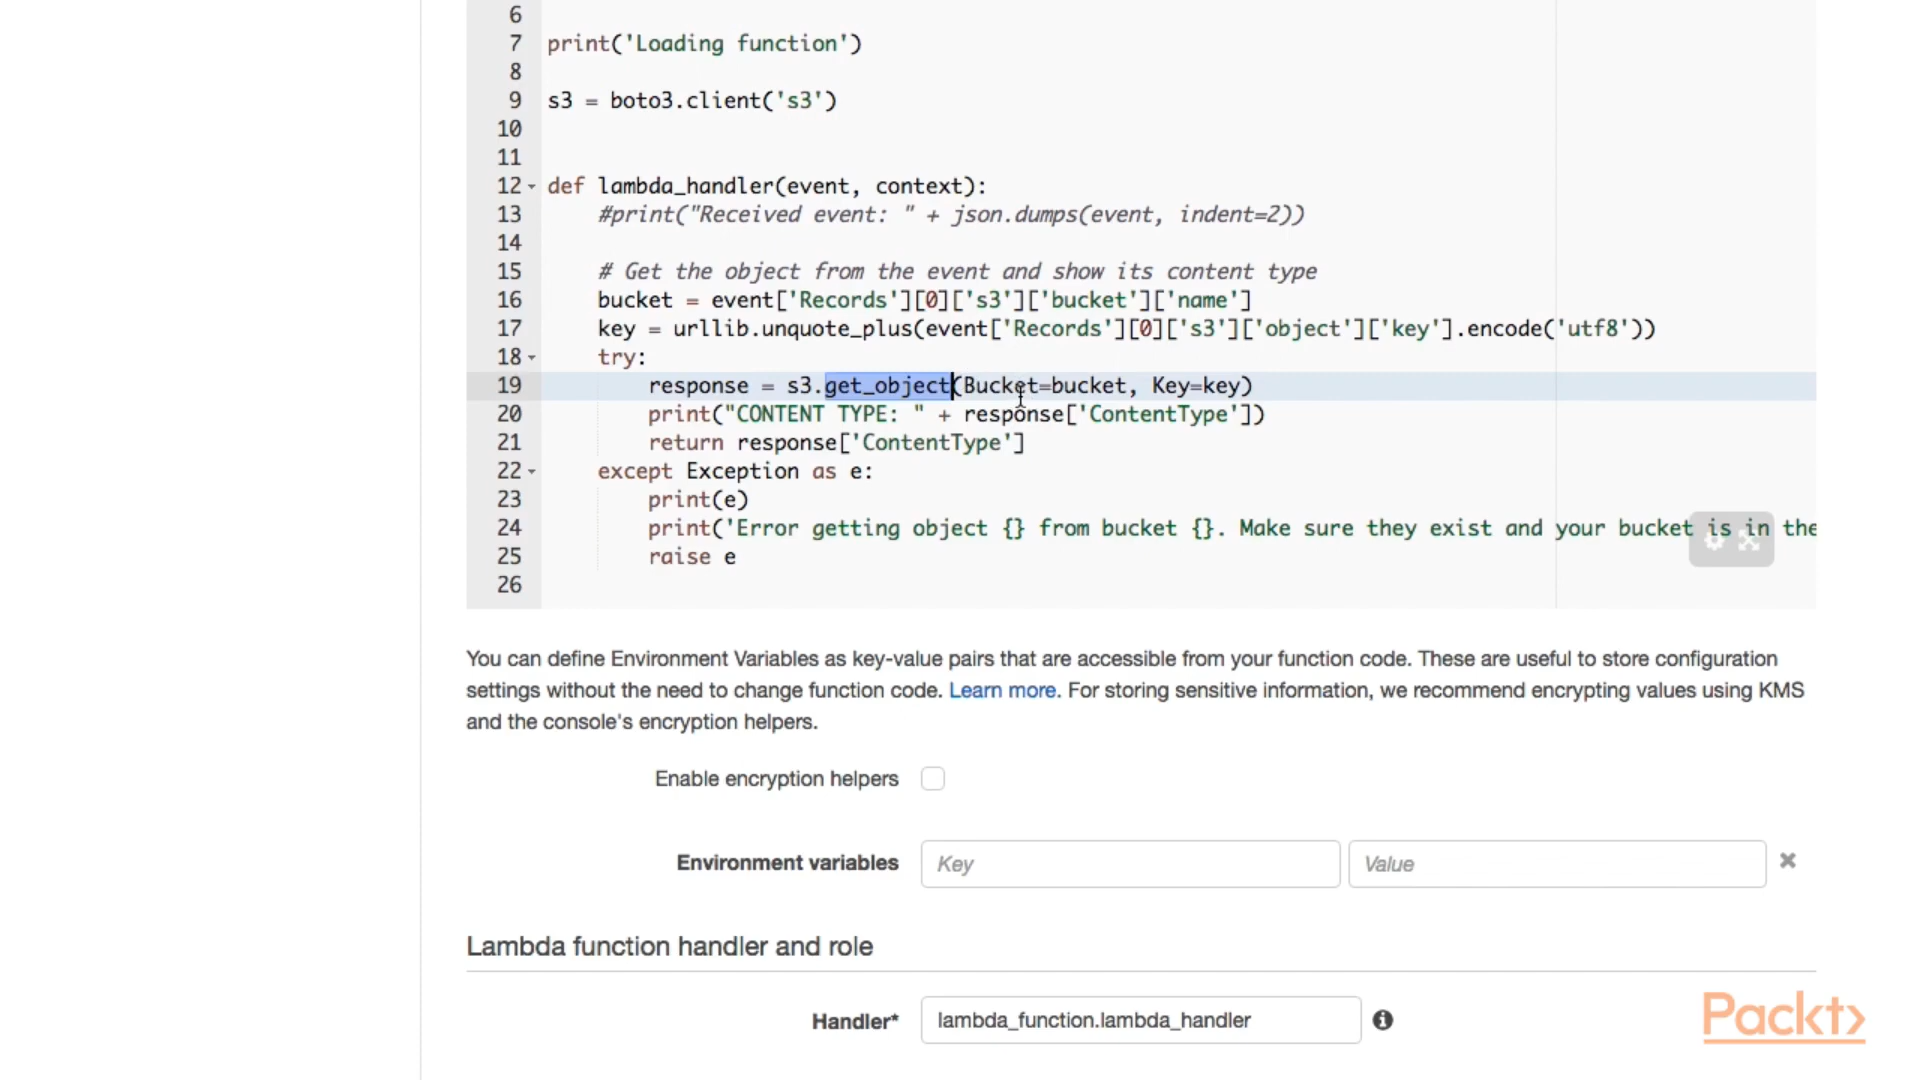 6
7 print('Loading function')
8
9 s3 = boto3.client('s3')
10
11
12 def lambda_handler(event, context):
13 #print("Received event: " + json.dumps(event, indent=2))
14
15 # Get the object from the event and show its content type
16 bucket = event['Records'][0]['s3']['bucket']['name']
17 key = urllib.unquote_plus(event['Records'][0]['s3']['object']['key'].encode('utf8'))
18 try:
19 response = s3.get_object(Bucket=bucket, Key=key)
20 print("CONTENT TYPE: " + response['ContentType'])
21 return response['ContentType']
22 except Exception as e:
23 print(e)
24 print('Error getting object {} from bucket {}. Make sure they exist and your bucket is in the
25 raise e
26
You can define Environment Variables as key-value pairs that are accessible from your function code. These are useful to store configuration
settings without the need to change function code. Learn more. For storing sensitive information, we recommend encrypting values using KMS
and the console's encryption helpers.
Enable encryption helpers
Environment variables Key Value
Lambda function handler and role
Handler* lambda_function.lambda_handler
Packt>